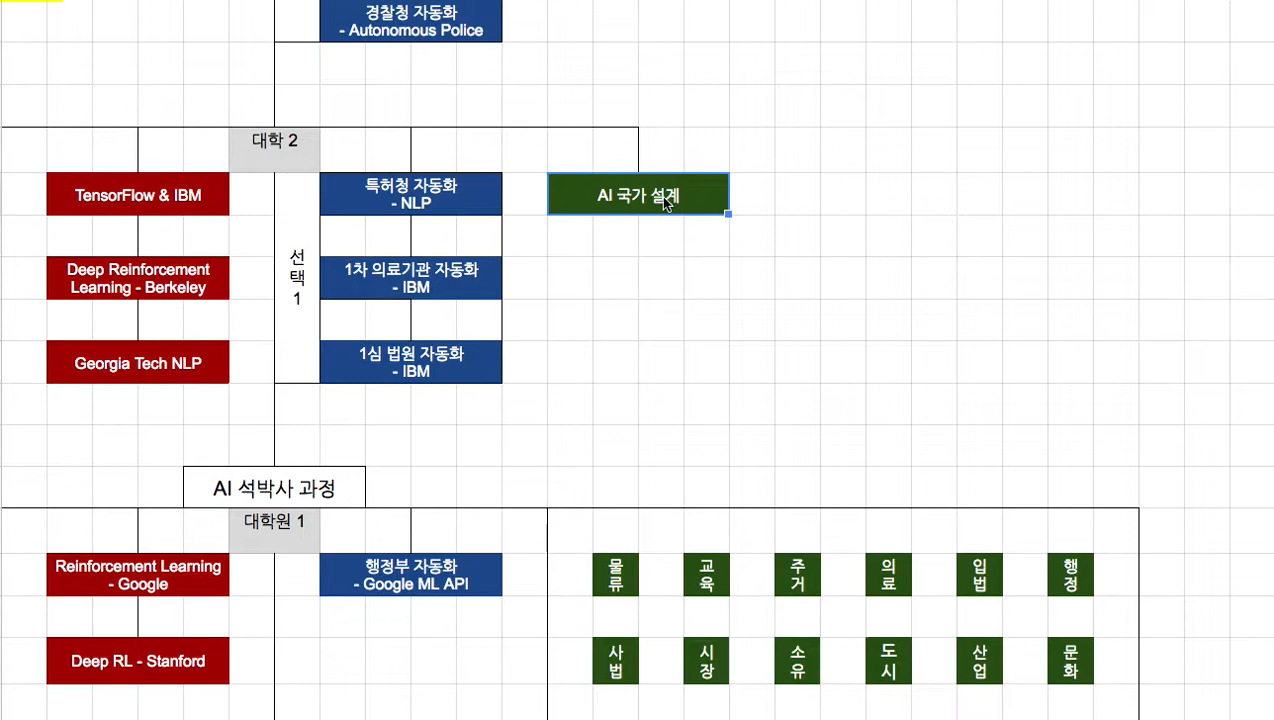 경찰청 자동화
- Autonomous Police
대학 2
TensorFlow & IBM
특허청 자동화
- NLP
AI 국가 설계
Deep Reinforcement
Learning - Berkeley
선
택
1
1차 의료기관 자동화
- IBM
Georgia Tech NLP
1심 법원 자동화
- IBM
AI 석박사 과정
대학원 1
Reinforcement Learning
- Google
행정부 자동화
- Google ML API
물
류
교
육
주
거
의
료
입
법
행
정
Deep RL - Stanford
사
법
시
장
소
유
도
시
산
업
문
화